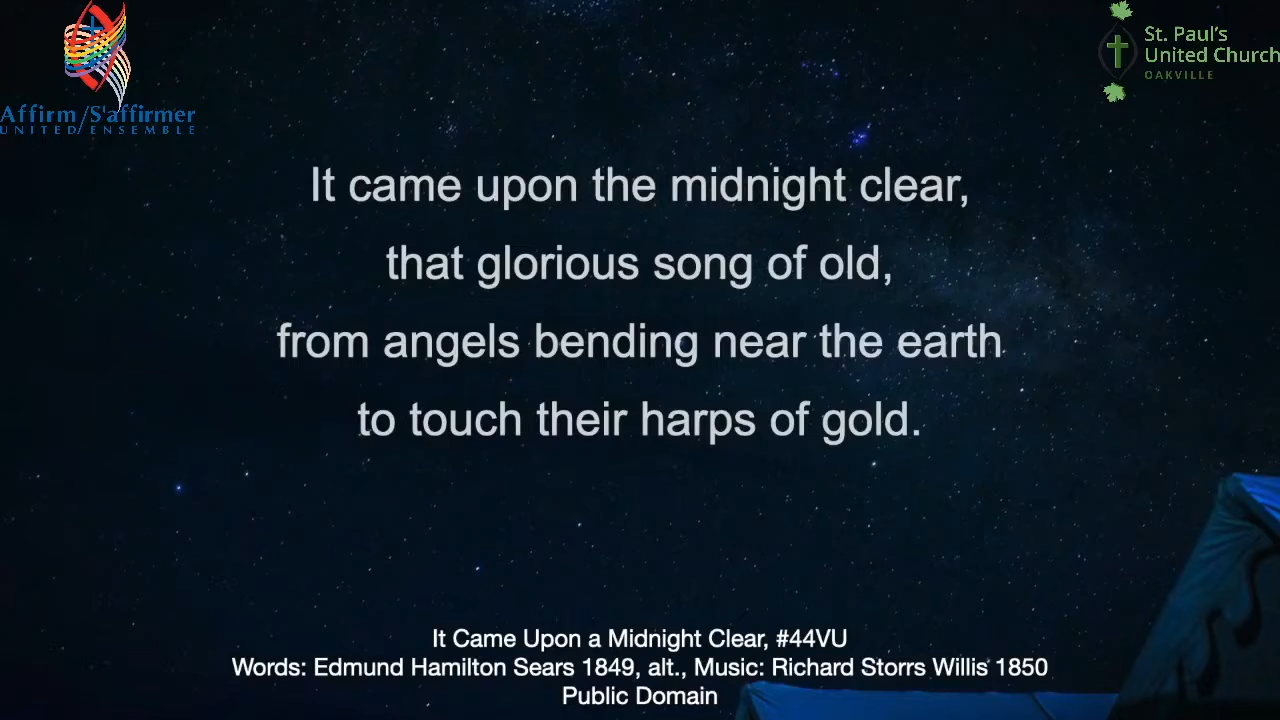 Affirm/S'affirmer
UNITED/ENSEMBLE
St. Paul's
United Church
OAKVILLE
It came upon the midnight clear,
that glorious song of old,
from angels bending near the earth
to touch their harps of gold.
It Came Upon a Midnight Clear, #44VU
Words: Edmund Hamilton Sears 1849, alt., Music: Richard Storrs Willis 1850
Public Domain